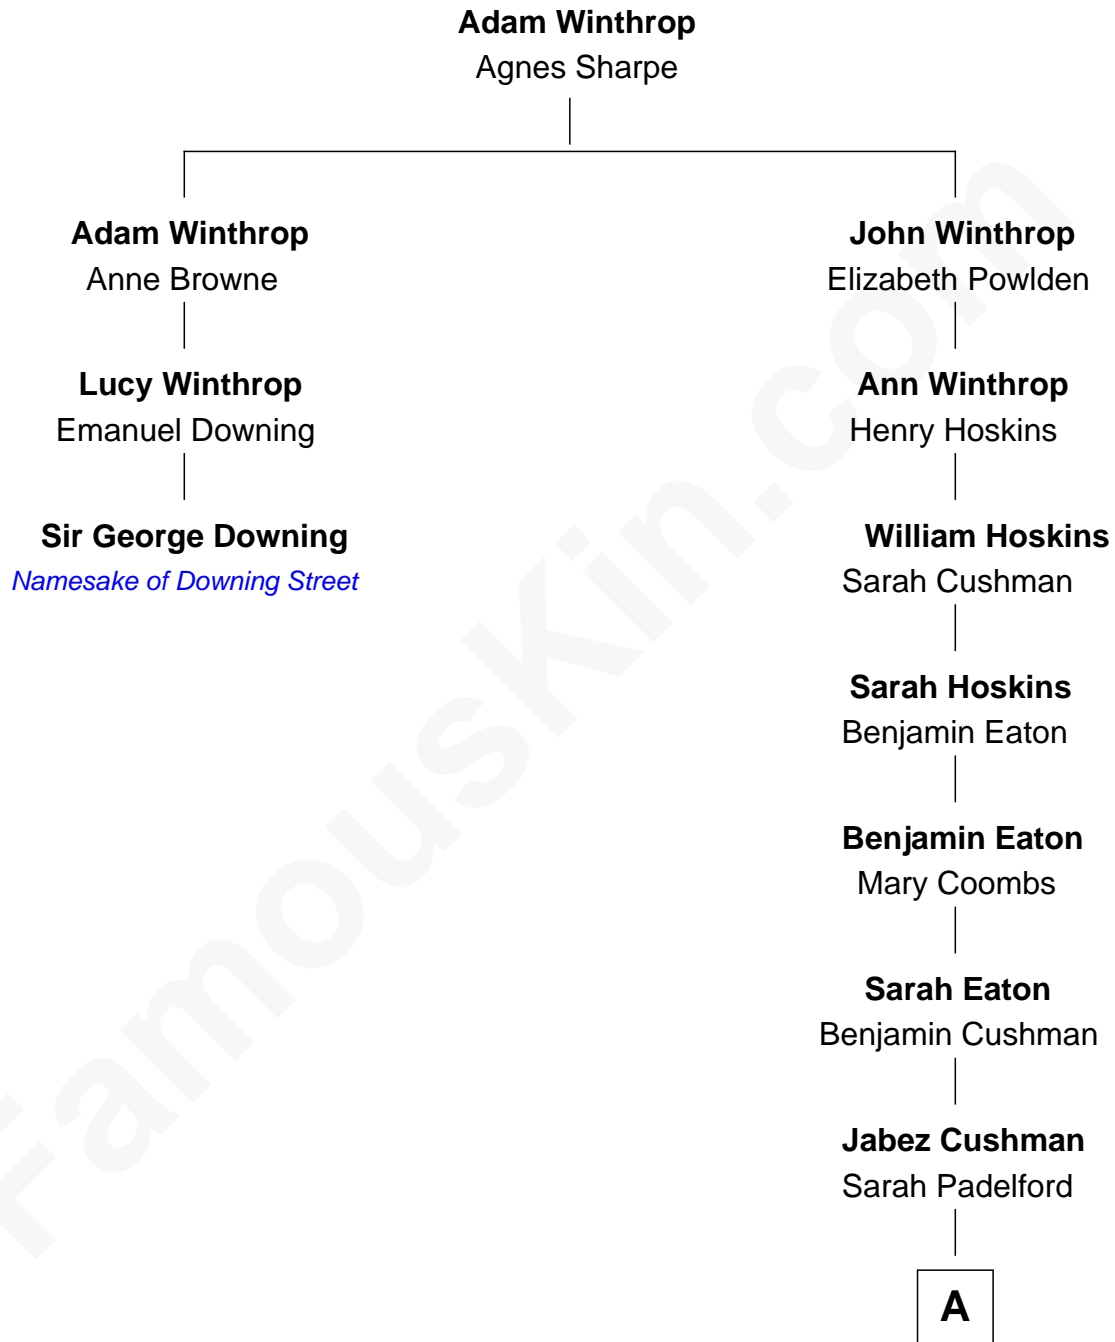 Adam Winthrop
Agnes Sharpe
Adam Winthrop
Anne Browne
John Winthrop
Elizabeth Powlden
Lucy Winthrop
Emanuel Downing
Ann Winthrop
Henry Hoskins
Sir George Downing
Namesake of Downing Street
William Hoskins
Sarah Cushman
Sarah Hoskins
Benjamin Eaton
Benjamin Eaton
Mary Coombs
Sarah Eaton
Benjamin Cushman
Jabez Cushman
Sarah Padelford
A
FamousKin.com